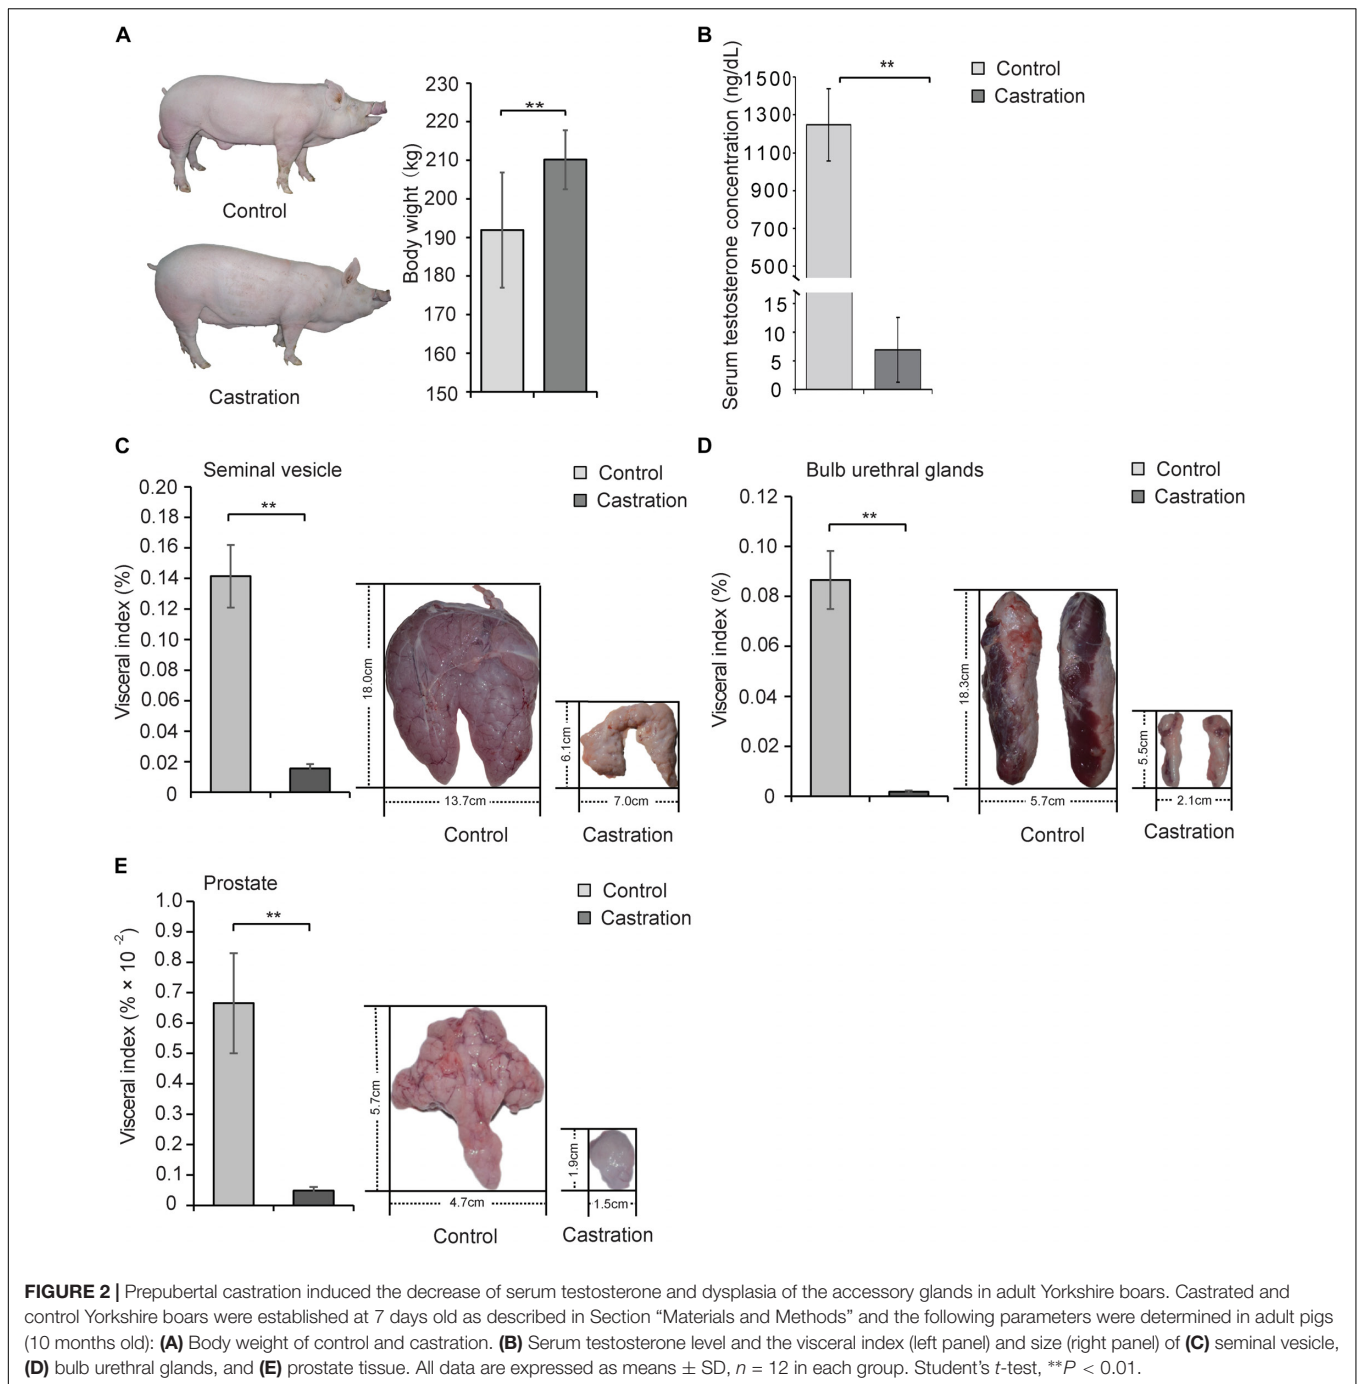 A
Control
Castration
Body wight (kg)
230
220
210
200
190
180
170
160
150
**
B
Serum testosterone concentration (ng/dL)
1500
1300
1100
900
700
500
15
10
5
0
**
Control
Castration
C
Seminal vesicle
Control
Castration
Visceral index (%)
0.20
0.18
0.16
0.14
0.12
0.10
0.08
0.06
0.04
0.02
0
**
18.0cm
13.7cm
Control
6.1cm
7.0cm
Castration
D
Bulb urethral glands
Control
Castration
Visceral index (%)
0.12
0.10
0.08
0.06
0.04
0.02
0
**
18.3cm
5.7cm
Control
5.5cm
2.1cm
Castration
E
Prostate
Control
Castration
Visceral index (% × 10⁻²)
1.0
0.9
0.8
0.7
0.6
0.5
0.4
0.3
0.2
0.1
0
**
5.7cm
4.7cm
Control
1.9cm
1.5cm
Castration
FIGURE 2 | Prepubertal castration induced the decrease of serum testosterone and dysplasia of the accessory glands in adult Yorkshire boars. Castrated and
control Yorkshire boars were established at 7 days old as described in Section “Materials and Methods” and the following parameters were determined in adult pigs
(10 months old): (A) Body weight of control and castration. (B) Serum testosterone level and the visceral index (left panel) and size (right panel) of (C) seminal vesicle,
(D) bulb urethral glands, and (E) prostate tissue. All data are expressed as means ± SD, n = 12 in each group. Student’s t-test, **P < 0.01.